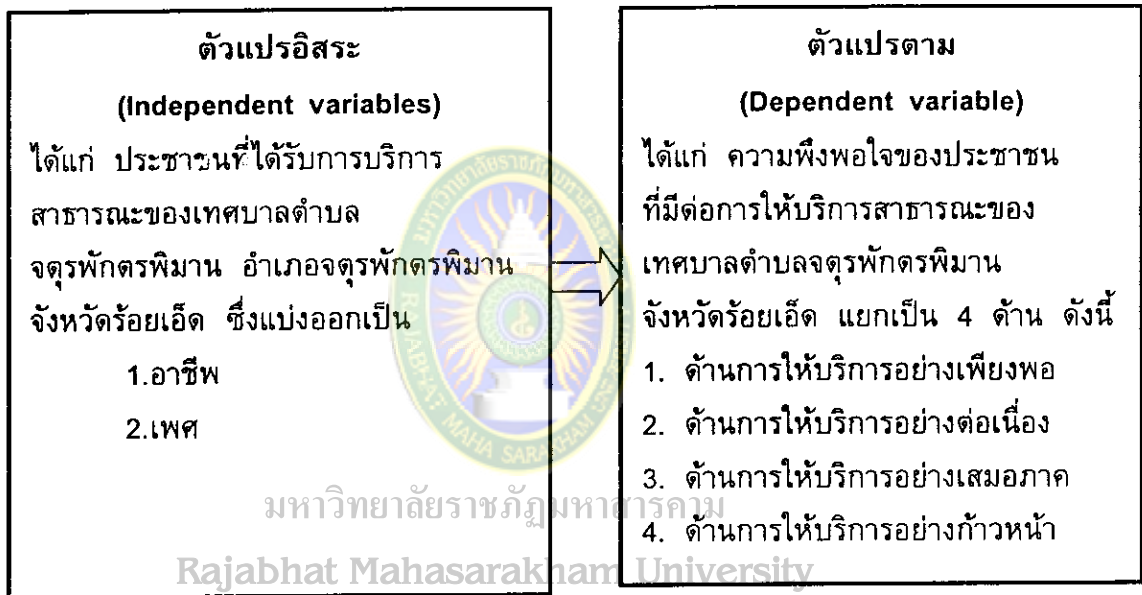 ตัวแปรอิสระ
(Independent variables)
ได้แก่ ประชาชนที่ได้รับการบริการ
สาธารณะของเทศบาลตำบล
จตุรพักตรพิมาน อำเภอจตุรพักตรพิมาน
จังหวัดร้อยเอ็ด ซึ่งแบ่งออกเป็น
1.อาชีพ
2.เพศ
ตัวแปรตาม
(Dependent variable)
ได้แก่ ความพึงพอใจของประชาชน
ที่มีต่อการให้บริการสาธารณะของ
เทศบาลตำบลจตุรพักตรพิมาน
จังหวัดร้อยเอ็ด แยกเป็น 4 ด้าน ดังนี้
1. ด้านการให้บริการอย่างเพียงพอ
2. ด้านการให้บริการอย่างต่อเนื่อง
3. ด้านการให้บริการอย่างเสมอภาค
4. ด้านการให้บริการอย่างก้าวหน้า
มหาวิทยาลัยราชภัฏมหาสารคาม
Rajabhat Mahasarakham University